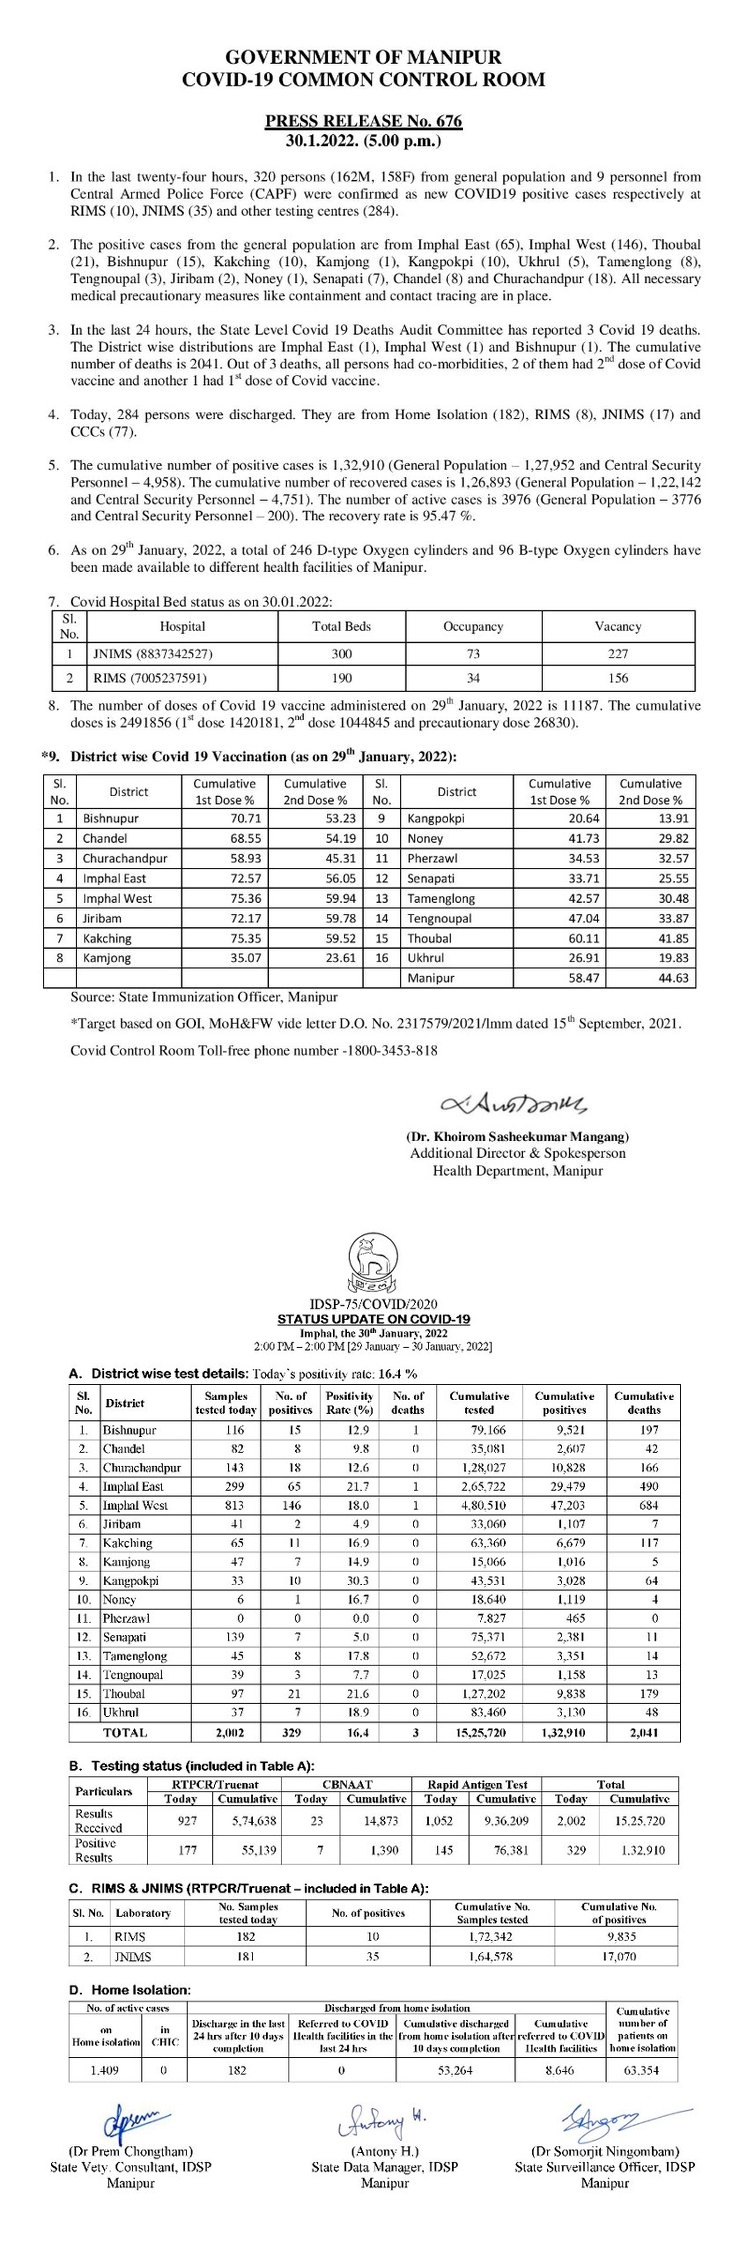 GOVERNMENT OF MANIPUR
COVID-19 COMMON CONTROL ROOM
PRESS RELEASE No. 676
30.1.2022. (5.00 p.m.)
1. In the last twenty-four hours, 320 persons (162M, 158F) from general population and 9 personnel from
Central Armed Police Force (CAPF) were confirmed as new COVID19 positive cases respectively at
RIMS (10), JNIMS (35) and other testing centres (284).
2. The positive cases from the general population are from Imphal East (65), Imphal West (146), Thoubal
(21), Bishnupur (15), Kakching (10), Kamjong (1), Kangpokpi (10), Ukhrul (5), Tamenglong (8),
Tengnoupal (3), Jiribam (2), Noney (1), Senapati (7), Chandel (8) and Churachandpur (18). All necessary
medical precautionary measures like containment and contact tracing are in place.
3. In the last 24 hours, the State Level Covid 19 Deaths Audit Committee has reported 3 Covid 19 deaths.
The District wise distributions are Imphal East (1), Imphal West (1) and Bishnupur (1). The cumulative
number of deaths is 2041. Out of 3 deaths, all persons had co-morbidities, 2 of them had 2nd dose of Covid
vaccine and another 1 had 1st dose of Covid vaccine.
4. Today, 284 persons were discharged. They are from Home Isolation (182), RIMS (8), JNIMS (17) and
CCCs (77).
5. The cumulative number of positive cases is 1,32,910 (General Population – 1,27,952 and Central Security
Personnel – 4,958). The cumulative number of recovered cases is 1,26,893 (General Population – 1,22,142
and Central Security Personnel – 4,751). The number of active cases is 3976 (General Population – 3776
and Central Security Personnel – 200). The recovery rate is 95.47 %.
6. As on 29th January, 2022, a total of 246 D-type Oxygen cylinders and 96 B-type Oxygen cylinders have
been made available to different health facilities of Manipur.
7. Covid Hospital Bed status as on 30.01.2022:
Sl. No. Hospital Total Beds Occupancy Vacancy
1 JNIMS (8837342527) 300 73 227
2 RIMS (7005237591) 190 34 156
8. The number of doses of Covid 19 vaccine administered on 29th January, 2022 is 11187. The cumulative
doses is 2491856 (1st dose 1420181, 2nd dose 1044845 and precautionary dose 26830).
*9. District wise Covid 19 Vaccination (as on 29th January, 2022):
Sl. No. District Cumulative 1st Dose % Cumulative 2nd Dose % Sl. No. District Cumulative 1st Dose % Cumulative 2nd Dose %
1 Bishnupur 70.71 53.23 9 Kangpokpi 20.64 13.91
2 Chandel 68.55 54.19 10 Noney 41.73 29.82
3 Churachandpur 58.93 45.31 11 Pherzawl 34.53 32.57
4 Imphal East 72.57 56.05 12 Senapati 33.71 25.55
5 Imphal West 75.36 59.94 13 Tamenglong 42.57 30.48
6 Jiribam 72.17 59.78 14 Tengnoupal 47.04 33.87
7 Kakching 75.35 59.52 15 Thoubal 60.11 41.85
8 Kamjong 35.07 23.61 16 Ukhrul 26.91 19.83
Manipur 58.47 44.63
Source: State Immunization Officer, Manipur
*Target based on GOI, MoH&FW vide letter D.O. No. 2317579/2021/Imm dated 15th September, 2021.
Covid Control Room Toll-free phone number -1800-3453-818
(Dr. Khoirom Sasheekumar Mangang)
Additional Director & Spokesperson
Health Department, Manipur
IDSP-75/COVID/2020
STATUS UPDATE ON COVID-19
Imphal, the 30th January, 2022
2:00 PM – 2:00 PM [29 January – 30 January, 2022]
A. District wise test details: Today's positivity rate: 16.4 %
Sl. No. District Samples tested today No. of positives Positivity Rate (%) No. of deaths Cumulative tested Cumulative positives Cumulative deaths
1. Bishnupur 116 15 12.9 1 79,166 9,521 197
2. Chandel 82 8 9.8 0 35,081 2,607 42
3. Churachandpur 143 18 12.6 0 1,28,027 10,828 166
4. Imphal East 299 65 21.7 1 2,65,722 29,479 490
5. Imphal West 813 146 18.0 1 4,80,510 47,203 684
6. Jiribam 41 2 4.9 0 33,060 1,107 7
7. Kakching 65 11 16.9 0 63,360 6,679 117
8. Kamjong 47 7 14.9 0 15,066 1,016 5
9. Kangpokpi 33 10 30.3 0 43,531 3,028 64
10. Noney 6 1 16.7 0 18,640 1,119 4
11. Pherzawl 0 0 0.0 0 7,827 465 0
12. Senapati 139 7 5.0 0 75,371 2,381 11
13. Tamenglong 45 8 17.8 0 52,672 3,351 14
14. Tengnoupal 39 3 7.7 0 17,025 1,158 13
15. Thoubal 97 21 21.6 0 1,27,202 9,838 179
16. Ukhrul 37 7 18.9 0 83,460 3,130 48
TOTAL 2,002 329 16.4 3 15,25,720 1,32,910 2,041
B. Testing status (included in Table A):
Particulars RTPCR/Truenat CBNAAT Rapid Antigen Test Total
Today Cumulative Today Cumulative Today Cumulative Today Cumulative
Results Received 927 5,74,638 23 14,873 1,052 9,36,209 2,002 15,25,720
Positive Results 177 55,139 7 1,390 145 76,381 329 1,32,910
C. RIMS & JNIMS (RTPCR/Truenat – included in Table A):
Sl. No. Laboratory No. Samples tested today No. of positives Cumulative No. Samples tested Cumulative No. of positives
1. RIMS 182 10 1,72,342 9,835
2. JNIMS 181 35 1,64,578 17,070
D. Home Isolation:
No. of active cases Discharged from home isolation Cumulative number of patients on home isolation
on Home isolation in CHIC Discharge in the last 24 hrs after 10 days completion Referred to COVID Health facilities in the last 24 hrs Cumulative discharged from home isolation after 10 days completion Cumulative referred to COVID Health facilities
1,409 0 182 0 53,264 8,646 63,354
Antony H.
(Dr Prem Chongtham) (Antony H.) (Dr Somorjit Ningombam)
State Vety. Consultant, IDSP State Data Manager, IDSP State Surveillance Officer, IDSP
Manipur Manipur Manipur